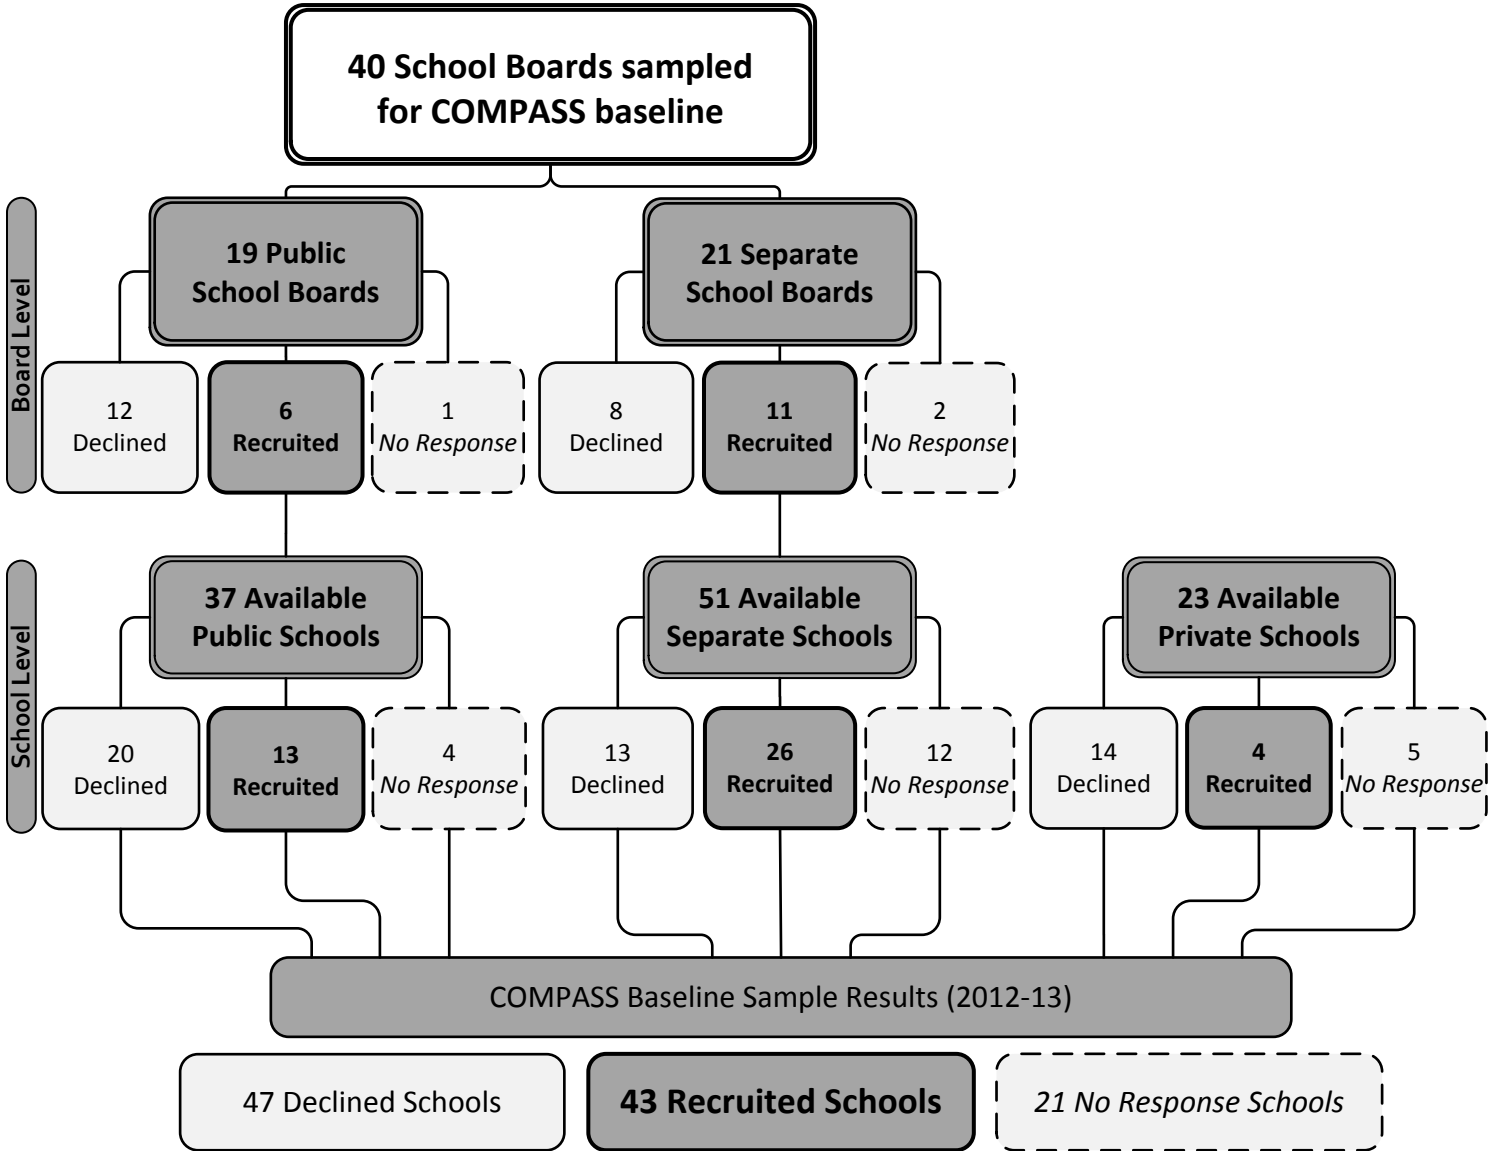 40 School Boards sampled
for COMPASS baseline
Board Level
19 Public
School Boards
21 Separate
School Boards
12
Declined
6
Recruited
1
No Response
8
Declined
11
Recruited
2
No Response
School Level
37 Available
Public Schools
51 Available
Separate Schools
23 Available
Private Schools
20
Declined
13
Recruited
4
No Response
13
Declined
26
Recruited
12
No Response
14
Declined
4
Recruited
5
No Response
COMPASS Baseline Sample Results (2012-13)
47 Declined Schools
43 Recruited Schools
21 No Response Schools